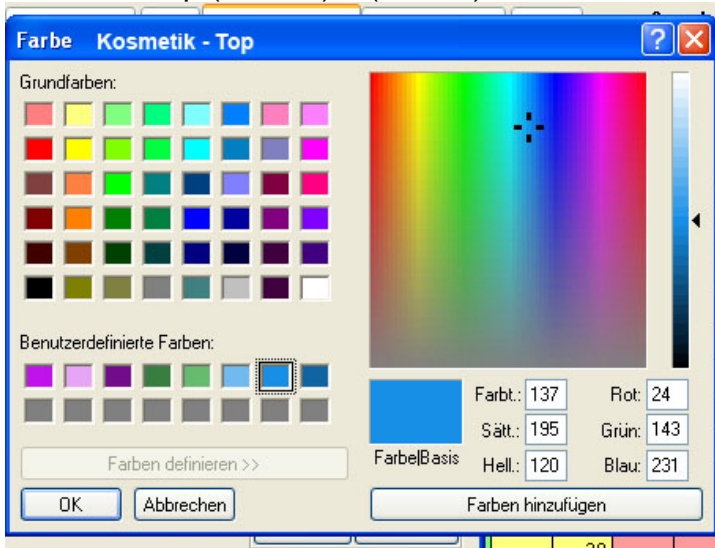 Farbe Kosmetik - Top
Grundfarben:
Benutzerdefinierte Farben:
Farben definieren >>
OK
Abbrechen
Farbe|Basis
Farbt.: 137
Sätt.: 195
Hell.: 120
Rot: 24
Grün: 143
Blau: 231
Farben hinzufügen